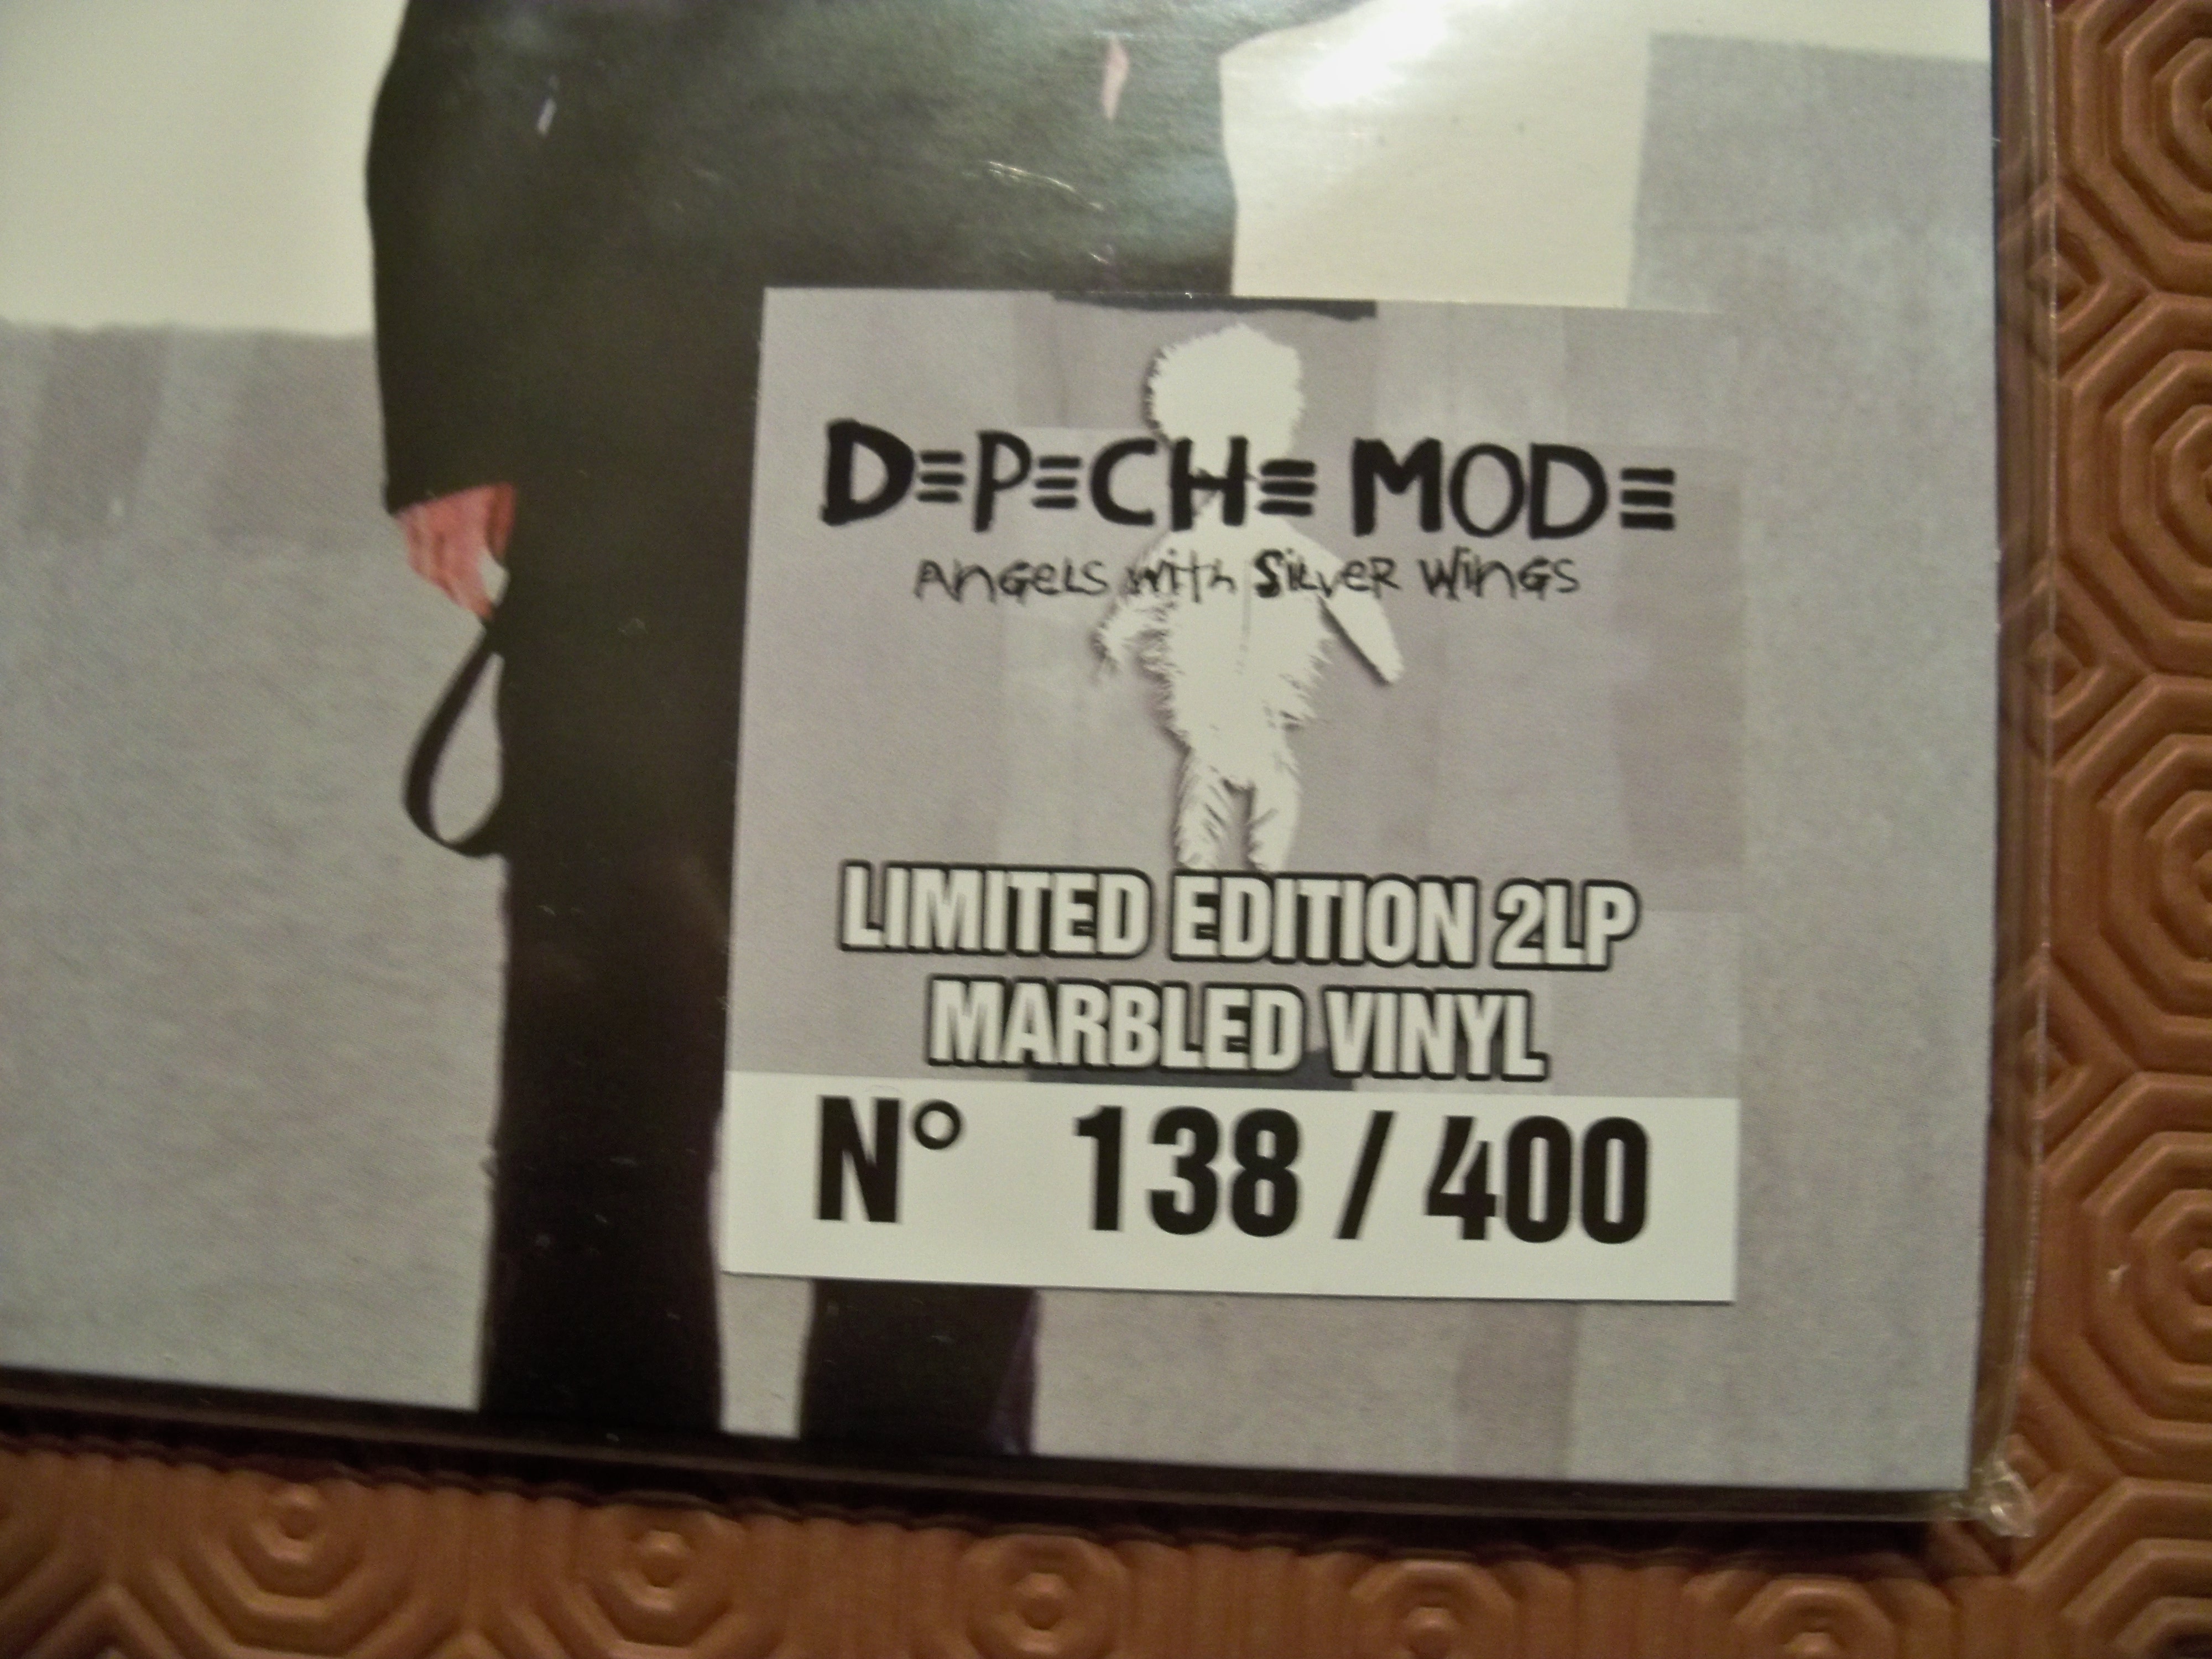 DEPECHE MODE
ANGELS with SiLVER WiNGS
LIMITED EDITION 2LP
MARBLED VINYL
N° 138 / 400